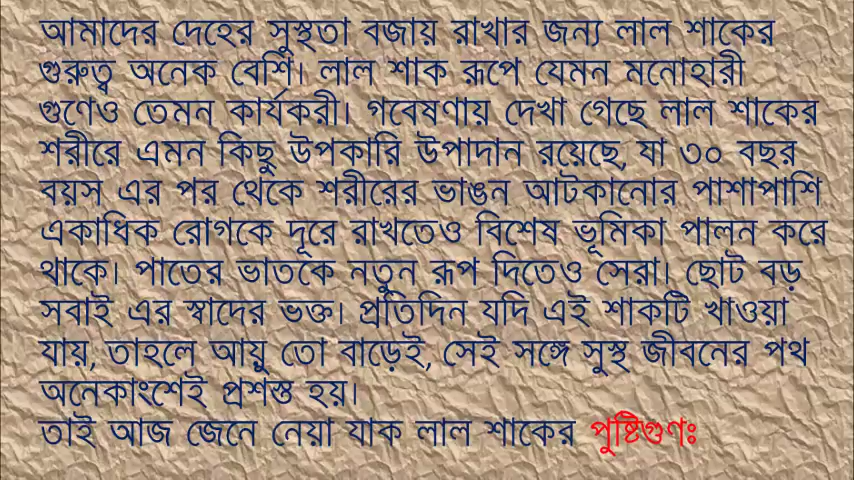 আমাদের দেহের সুস্থতা বজায় রাখার জন্য লাল শাকের
গুরুত্ব অনেক বেশি। লাল শাক রূপে যেমন মনোহারী
গুণেও তেমন কার্যকরী। গবেষণায় দেখা গেছে লাল শাকের
শরীরে এমন কিছু উপকারি উপাদান রয়েছে, যা ৩০ বছর
বয়স এর পর থেকে শরীরের ভাঙন আটকানোর পাশাপাশি
একাধিক রোগকে দূরে রাখতেও বিশেষ ভূমিকা পালন করে
থাকে। পাতের ভাতকে নতুন রূপ দিতেও সেরা। ছোট বড়
সবাই এর স্বাদের ভক্ত। প্রতিদিন যদি এই শাকটি খাওয়া
যায়, তাহলে আয়ু তো বাড়েই, সেই সঙ্গে সুস্থ জীবনের পথ
অনেকাংশেই প্রশস্ত হয়।
তাই আজ জেনে নেয়া যাক লাল শাকের পুষ্টিগুণঃ